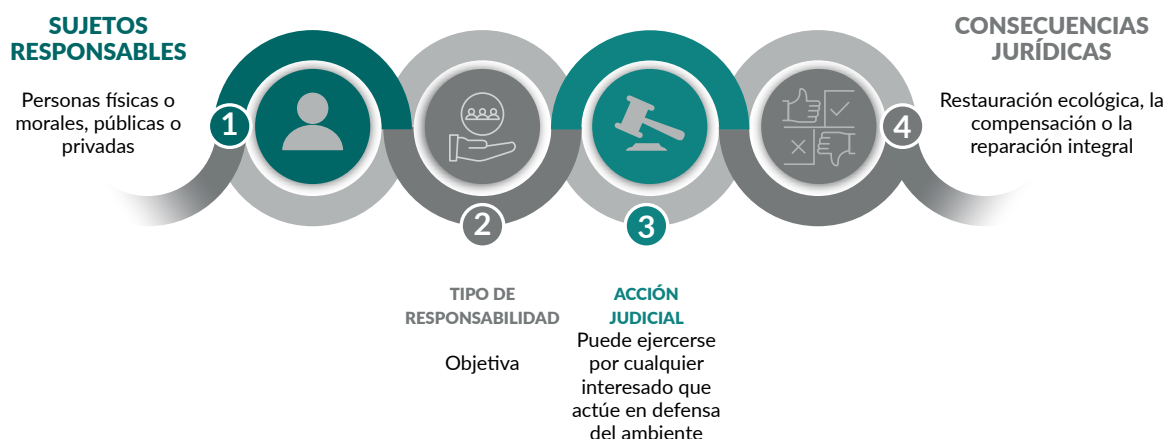 SUJETOS
RESPONSABLES
Personas físicas o
morales, públicas o
privadas
1
2
TIPO DE
RESPONSABILIDAD
Objetiva
3
ACCIÓN
JUDICIAL
Puede ejercerse
por cualquier
interesado que
actúe en defensa
del ambiente
4
CONSECUENCIAS
JURÍDICAS
Restauración ecológica, la
compensación o la
reparación integral